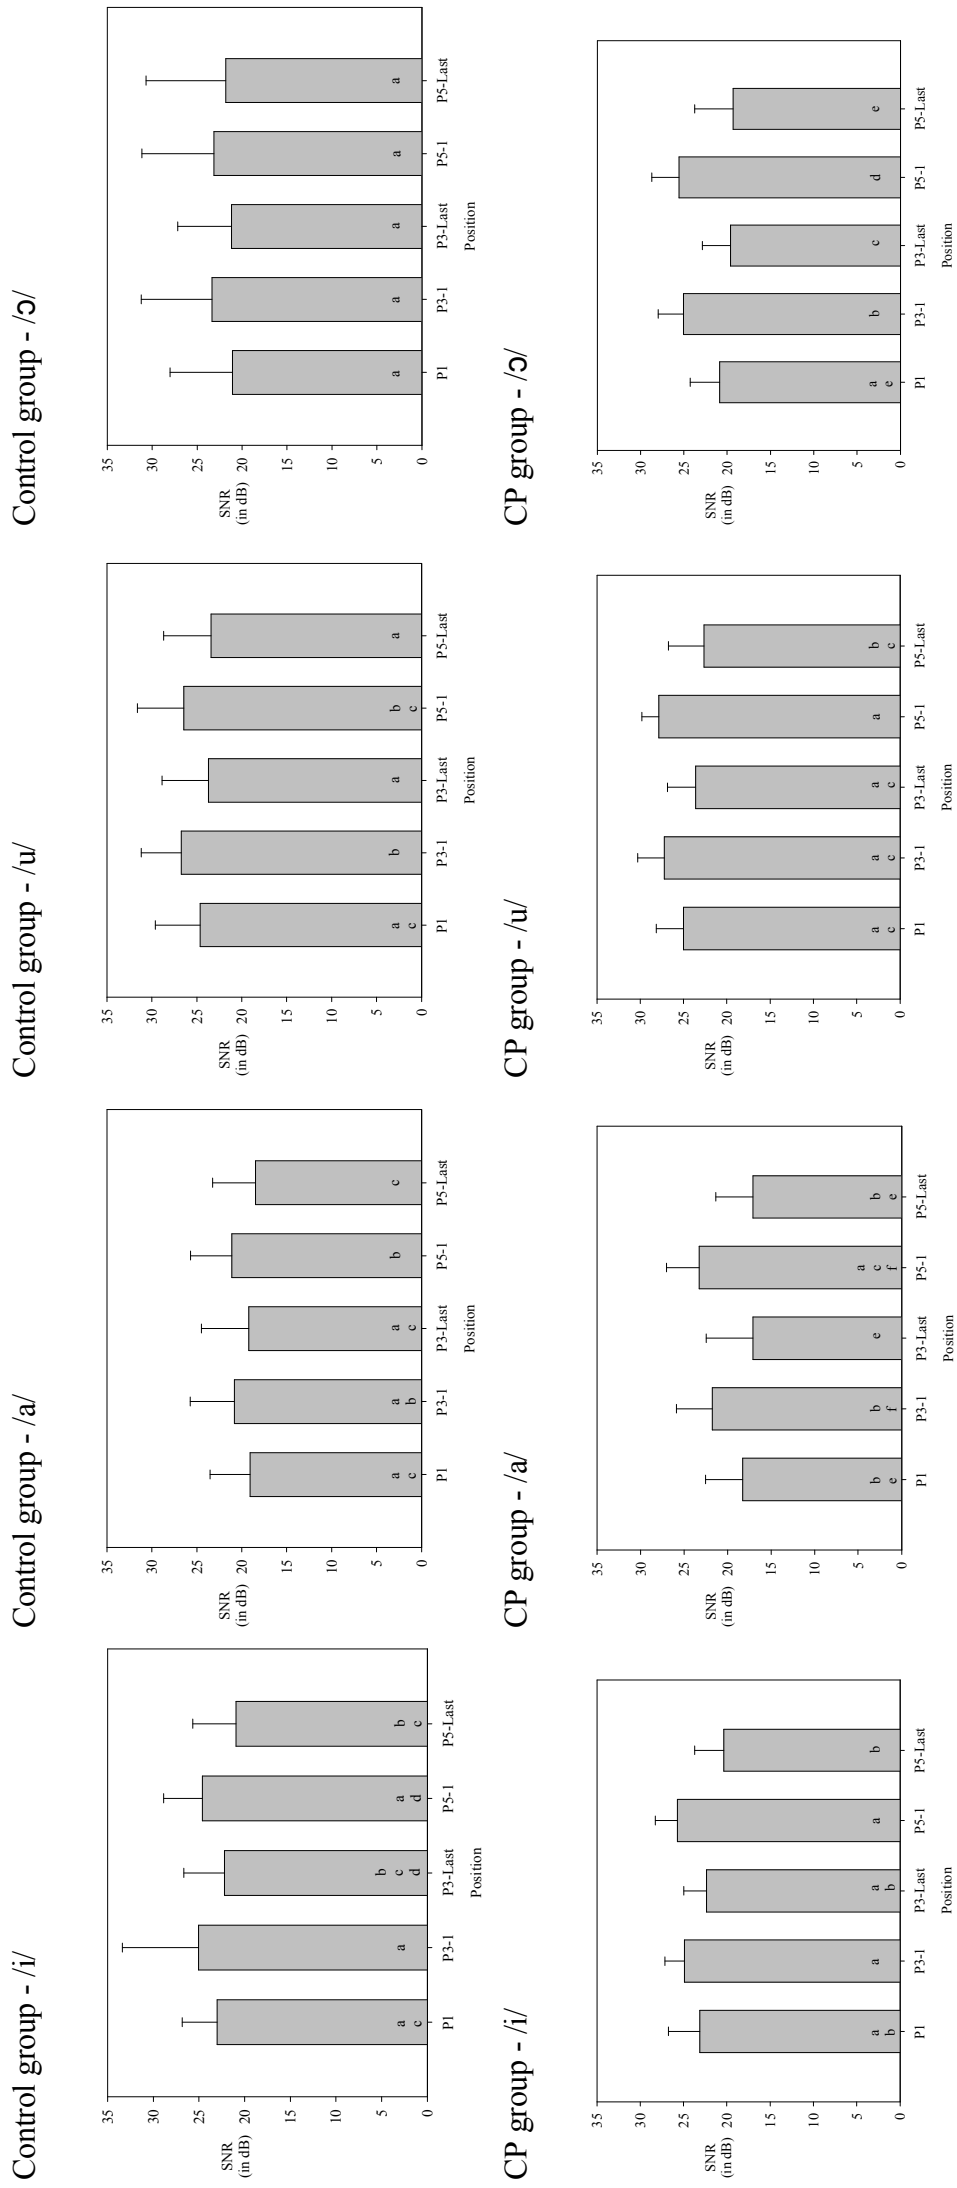 Control group - /i/
35
30
25
20
15
10
5
0
SNR
(in dB)
a
c
a
b
c
d
a
d
b
c
P1
P3-1
P3-Last
P5-1
P5-Last
Position
Control group - /a/
35
30
25
20
15
10
5
0
SNR
(in dB)
a
c
a
b
a
c
b
c
P1
P3-1
P3-Last
P5-1
P5-Last
Position
Control group - /u/
35
30
25
20
15
10
5
0
SNR
(in dB)
a
c
b
a
b
c
a
P1
P3-1
P3-Last
P5-1
P5-Last
Position
Control group - /ɔ/
35
30
25
20
15
10
5
0
SNR
(in dB)
a
a
a
a
a
P1
P3-1
P3-Last
P5-1
P5-Last
Position
CP group - /i/
35
30
25
20
15
10
5
0
SNR
(in dB)
a
b
a
a
b
a
b
P1
P3-1
P3-Last
P5-1
P5-Last
Position
CP group - /a/
35
30
25
20
15
10
5
0
SNR
(in dB)
b
e
b
f
e
a
c
f
b
e
P1
P3-1
P3-Last
P5-1
P5-Last
Position
CP group - /u/
35
30
25
20
15
10
5
0
SNR
(in dB)
a
c
a
c
a
c
a
b
c
P1
P3-1
P3-Last
P5-1
P5-Last
Position
CP group - /ɔ/
35
30
25
20
15
10
5
0
SNR
(in dB)
a
e
b
c
d
e
P1
P3-1
P3-Last
P5-1
P5-Last
Position